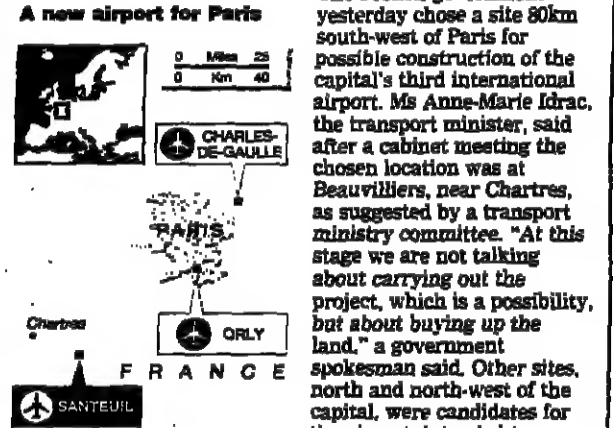 A new airport for Paris
0 Miles 25
0 Km 40
CHARLES-
DE-GAULLE
PARIS
Chartres
ORLY
FRANCE
SANTEUIL
yesterday chose a site 80km
south-west of Paris for
possible construction of the
capital's third international
airport. Ms Anne-Marie Idrac,
the transport minister, said
after a cabinet meeting the
chosen location was at
Beauvilliers, near Chartres,
as suggested by a transport
ministry committee. "At this
stage we are not talking
about carrying out the
project, which is a possibility,
but about buying up the
land," a government
spokesman said. Other sites,
north and north-west of the
capital, were candidates for